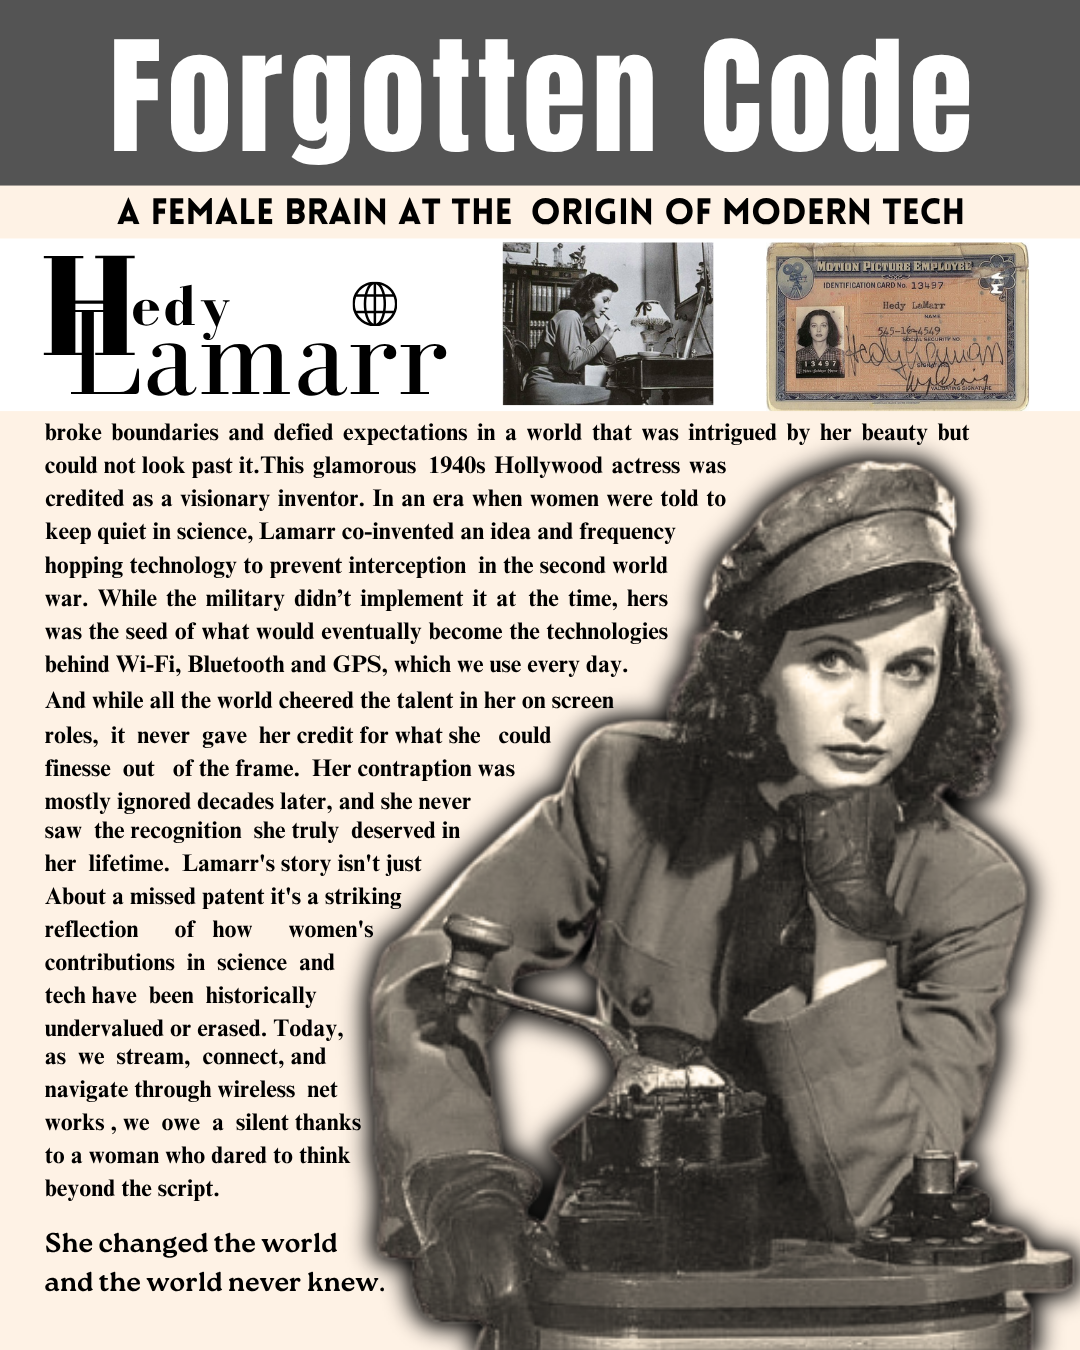 Forgotten Code
A FEMALE BRAIN AT THE ORIGIN OF MODERN TECH
Hedy
Lamarr
MOTION PICTURE EMPLOYEE
IDENTIFICATION CARD No. 13497
Hedy LaMarr
NAME
545-16-4549
SOCIAL SECURITY NO.
SIGNATURE
VALIDATING SIGNATURE
13497
broke boundaries and defied expectations in a world that was intrigued by her beauty but
could not look past it.This glamorous 1940s Hollywood actress was
credited as a visionary inventor. In an era when women were told to
keep quiet in science, Lamarr co-invented an idea and frequency
hopping technology to prevent interception in the second world
war. While the military didn’t implement it at the time, hers
was the seed of what would eventually become the technologies
behind Wi-Fi, Bluetooth and GPS, which we use every day.
And while all the world cheered the talent in her on screen
roles, it never gave her credit for what she could
finesse out of the frame. Her contraption was
mostly ignored decades later, and she never
saw the recognition she truly deserved in
her lifetime. Lamarr's story isn't just
About a missed patent it's a striking
reflection of how women's
contributions in science and
tech have been historically
undervalued or erased. Today,
as we stream, connect, and
navigate through wireless net
works , we owe a silent thanks
to a woman who dared to think
beyond the script.
She changed the world
and the world never knew.